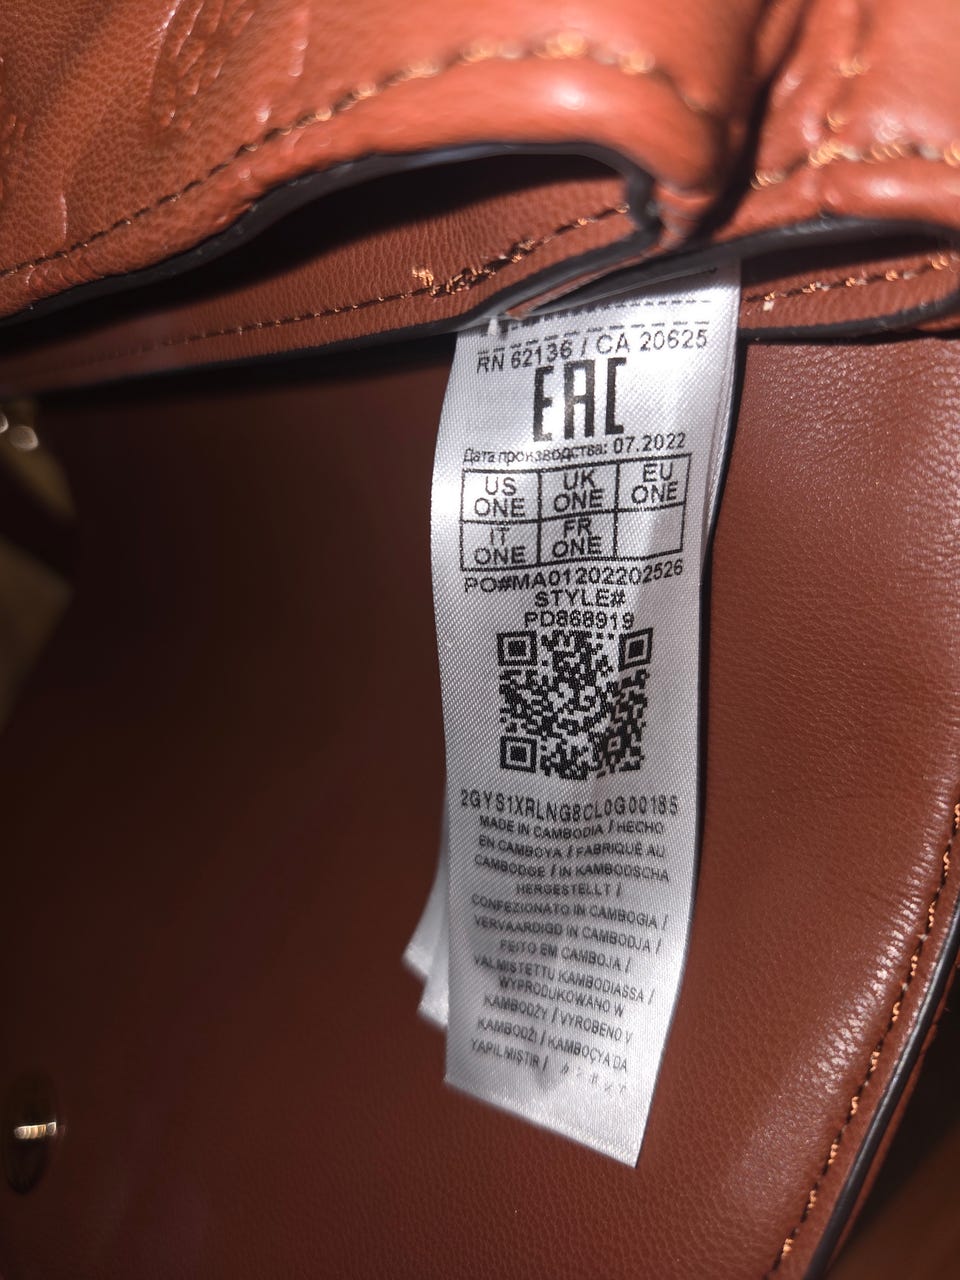 RN 62136 / CA 20625
EAC
Дата производства: 07.2022
US ONE
UK ONE
EU ONE
IT ONE
FR ONE
PO#MA01202202526
STYLE#
PD868919
2GYS1XRLNG8CL0G00185
MADE IN CAMBODIA / HECHO
EN CAMBOYA / FABRIQUÉ AU
CAMBODGE / IN KAMBODSCHA
HERGESTELLT /
CONFEZIONATO IN CAMBOGIA /
VERVAARDIGD IN CAMBODJA /
FEITO EM CAMBOJA /
VALMISTETTU KAMBODŽASSA /
WYPRODUKOWANO W
KAMBODŻY / VYROBENO V
KAMBODŽI / KAMBOÇYA'DA
YAPILMIŞTIR /